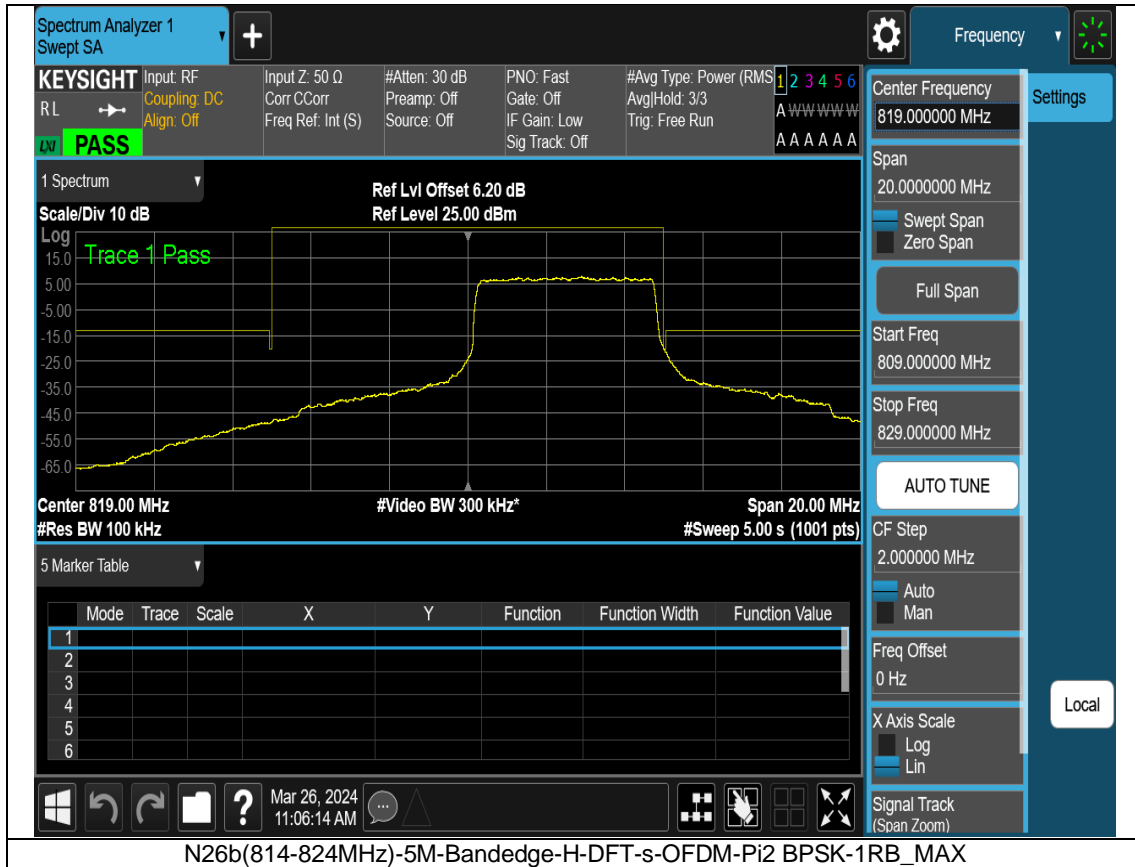 Spectrum Analyzer 1
Swept SA
Frequency
KEYSIGHT
Input: RF
Input Z: 50 Ω
#Atten: 30 dB
PNO: Fast
#Avg Type: Power (RMS
1 2 3 4 5 6
R L
Coupling: DC
Corr CCorr
Preamp: Off
Gate: Off
Avg|Hold: 3/3
A W W W W W
Align: Off
Freq Ref: Int (S)
Source: Off
IF Gain: Low
Trig: Free Run
LXI
PASS
Sig Track: Off
A A A A A A
1 Spectrum
Ref Lvl Offset 6.20 dB
Scale/Div 10 dB
Ref Level 25.00 dBm
Log
Trace 1 Pass
15.0
5.00
-5.00
-15.0
-25.0
-35.0
-45.0
-55.0
-65.0
Center 819.00 MHz
#Video BW 300 kHz*
Span 20.00 MHz
#Res BW 100 kHz
#Sweep 5.00 s (1001 pts)
5 Marker Table
Mode Trace Scale X Y Function Function Width Function Value
1
2
3
4
5
6
Center Frequency
819.000000 MHz
Settings
Span
20.0000000 MHz
Swept Span
Zero Span
Full Span
Start Freq
809.000000 MHz
Stop Freq
829.000000 MHz
AUTO TUNE
CF Step
2.000000 MHz
Auto
Man
Freq Offset
0 Hz
Local
X Axis Scale
Log
Lin
Signal Track
(Span Zoom)
?
Mar 26, 2024
11:06:14 AM
N26b(814-824MHz)-5M-Bandedge-H-DFT-s-OFDM-Pi2 BPSK-1RB_MAX